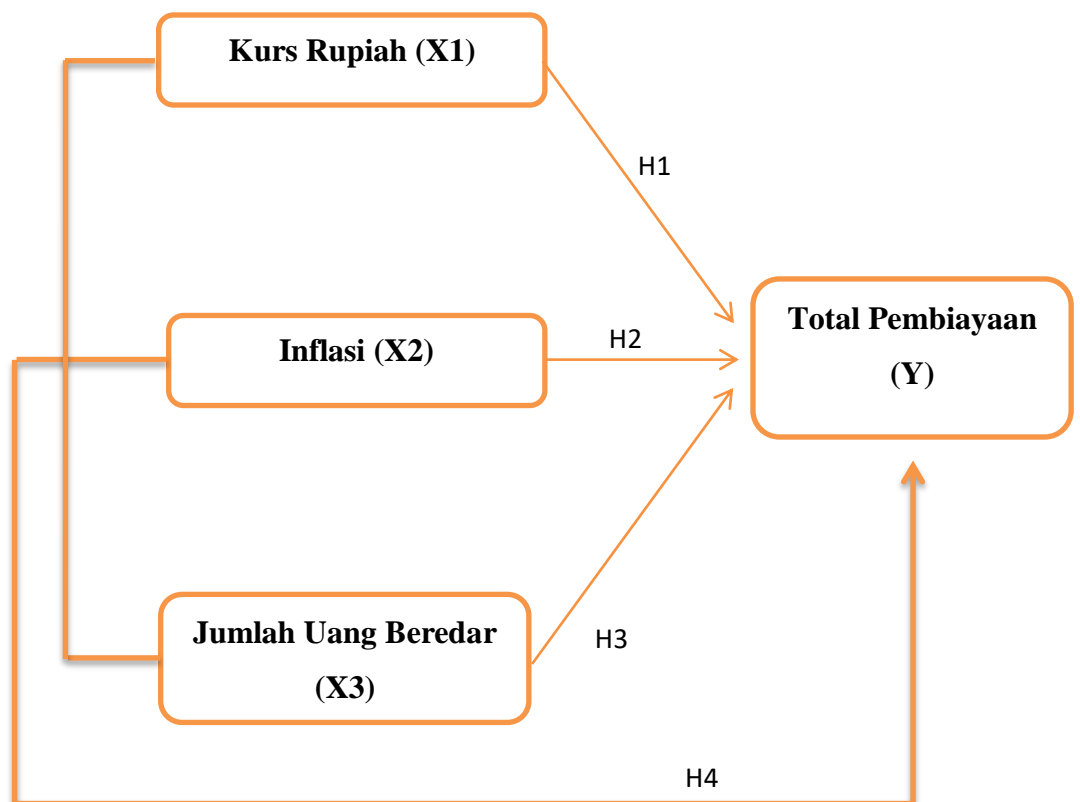 Kurs Rupiah (X1)
H1
Inflasi (X2)
H2
Total Pembiayaan
(Y)
Jumlah Uang Beredar
(X3)
H3
H4